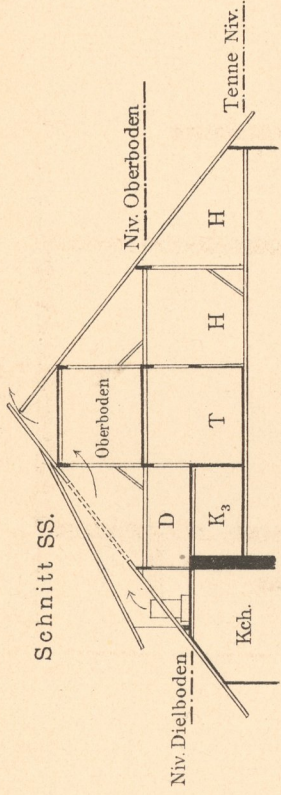 Schnitt SS.
Niv. Oberboden
Tenne Niv.
Oberboden
Niv. Dielboden
D
T
H
H
K₃
Kch.